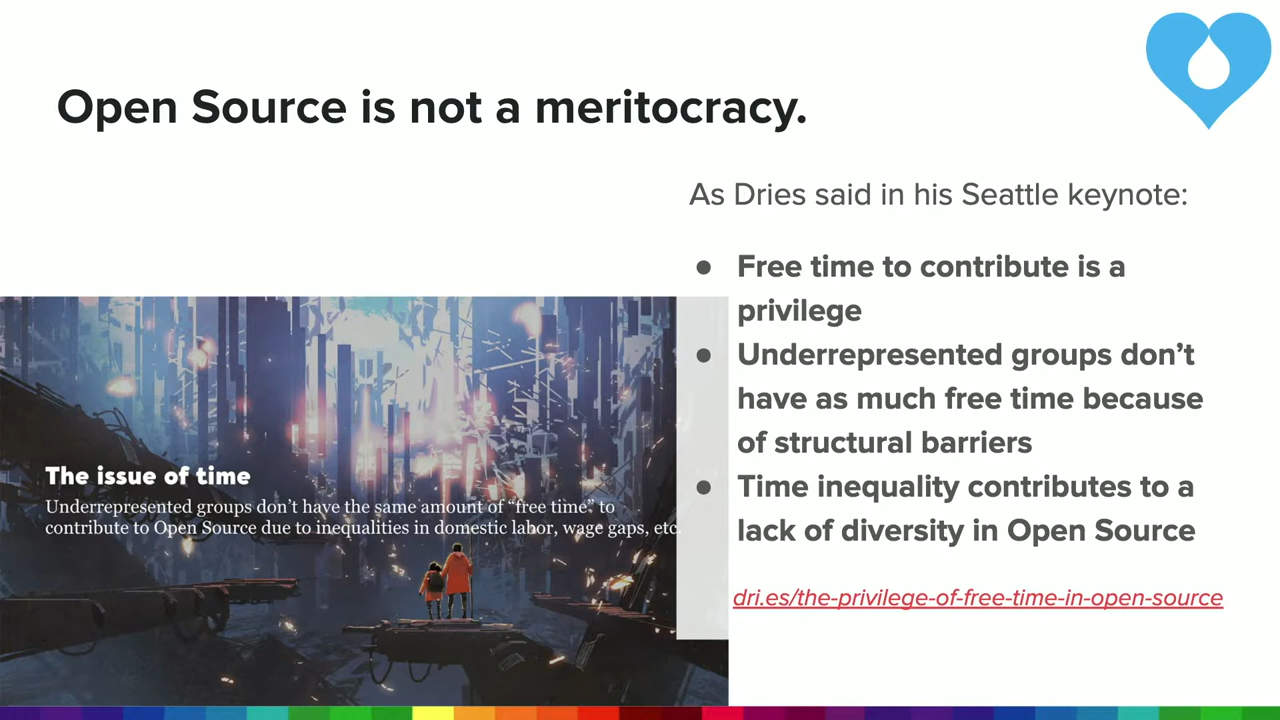 Open Source is not a meritocracy.
As Dries said in his Seattle keynote:
● Free time to contribute is a
privilege
● Underrepresented groups don’t
have as much free time because
of structural barriers
● Time inequality contributes to a
lack of diversity in Open Source
dri.es/the-privilege-of-free-time-in-open-source
The issue of time
Underrepresented groups don’t have the same amount of “free time” to
contribute to Open Source due to inequalities in domestic labor, wage gaps, etc.